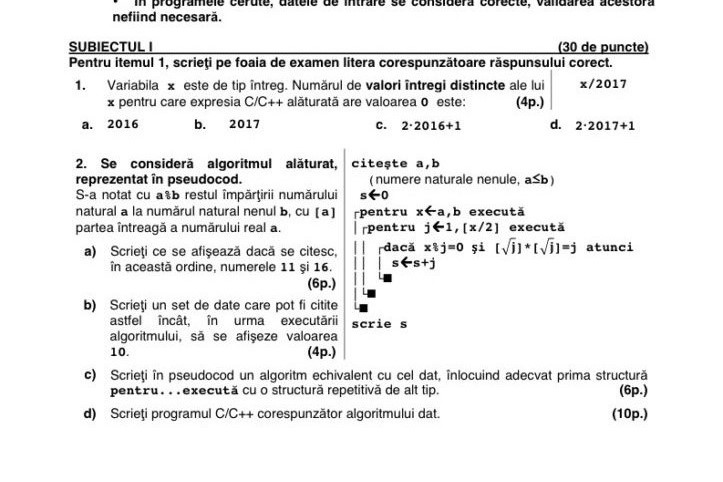 • în programele cerute, datele de intrare se consideră corecte, validarea acestora
nefiind necesară.
SUBIECTUL I (30 de puncte)
Pentru itemul 1, scrieţi pe foaia de examen litera corespunzătoare răspunsului corect.
1. Variabila x este de tip întreg. Numărul de valori întregi distincte ale lui x/2017
x pentru care expresia C/C++ alăturată are valoarea 0 este: (4p.)
a. 2016 b. 2017 c. 2·2016+1 d. 2·2017+1
2. Se consideră algoritmul alăturat,
reprezentat în pseudocod.
S-a notat cu a%b restul împărţirii numărului
natural a la numărul natural nenul b, cu [a]
partea întreagă a numărului real a.
a) Scrieţi ce se afişează dacă se citesc,
în această ordine, numerele 11 şi 16.
(6p.)
b) Scrieţi un set de date care pot fi citite
astfel încât, în urma executării
algoritmului, să se afişeze valoarea
10. (4p.)
citeşte a,b
(numere naturale nenule, a≤b)
s←0
┌pentru x←a,b execută
│┌pentru j←1,[x/2] execută
││┌dacă x%j=0 şi [√j]*[√j]=j atunci
│││ s←s+j
││└■
│└■
└■
scrie s
c) Scrieţi în pseudocod un algoritm echivalent cu cel dat, înlocuind adecvat prima structură
pentru...execută cu o structură repetitivă de alt tip. (6p.)
d) Scrieţi programul C/C++ corespunzător algoritmului dat. (10p.)